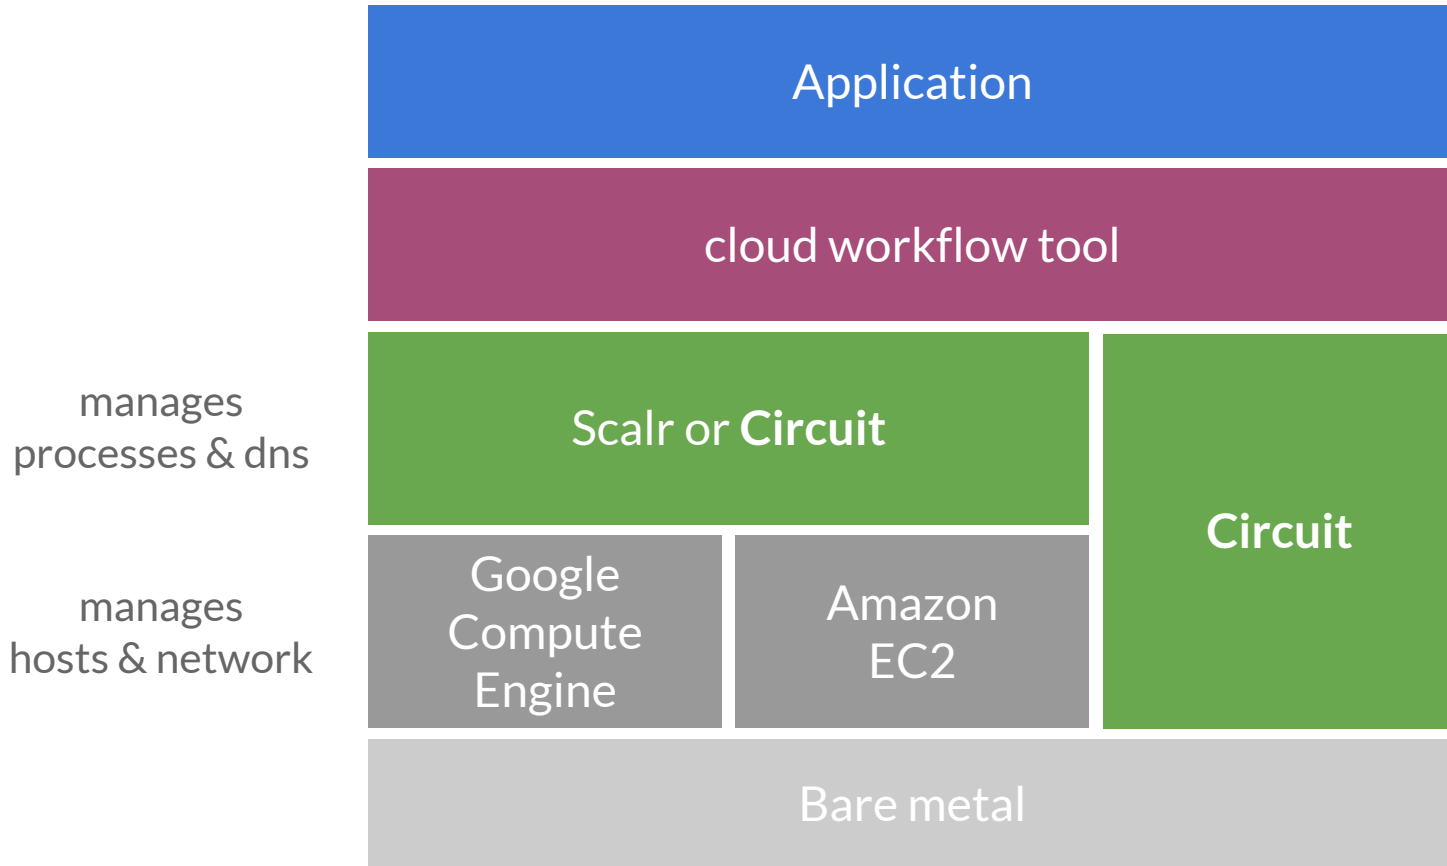 Application
cloud workflow tool
manages
processes & dns
Scalr or Circuit
Circuit
manages
hosts & network
Google
Compute
Engine
Amazon
EC2
Bare metal